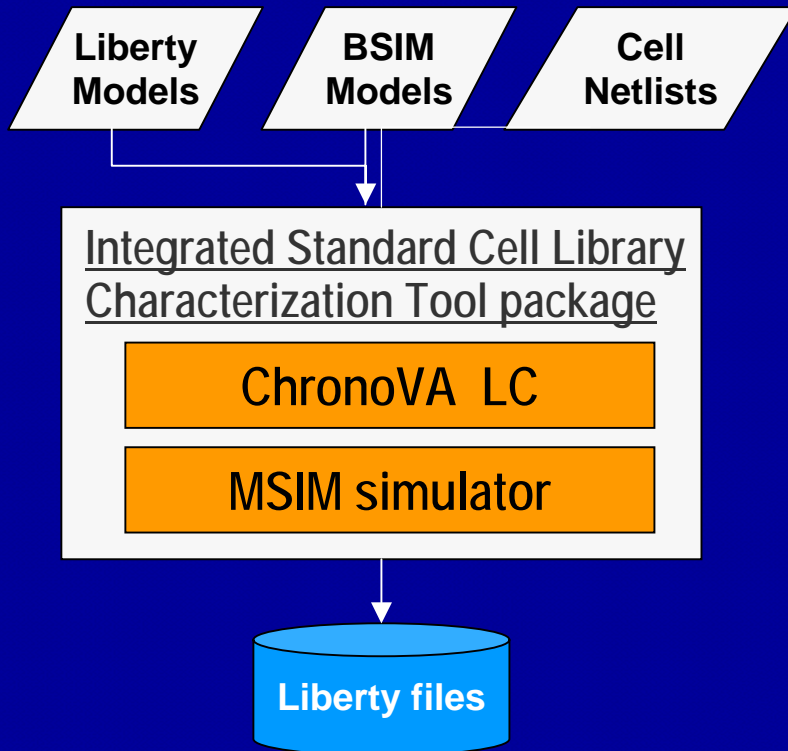 Liberty
Models
BSIM
Models
Cell
Netlists
Integrated Standard Cell Library
Characterization Tool package
ChronoVA LC
MSIM simulator
Liberty files